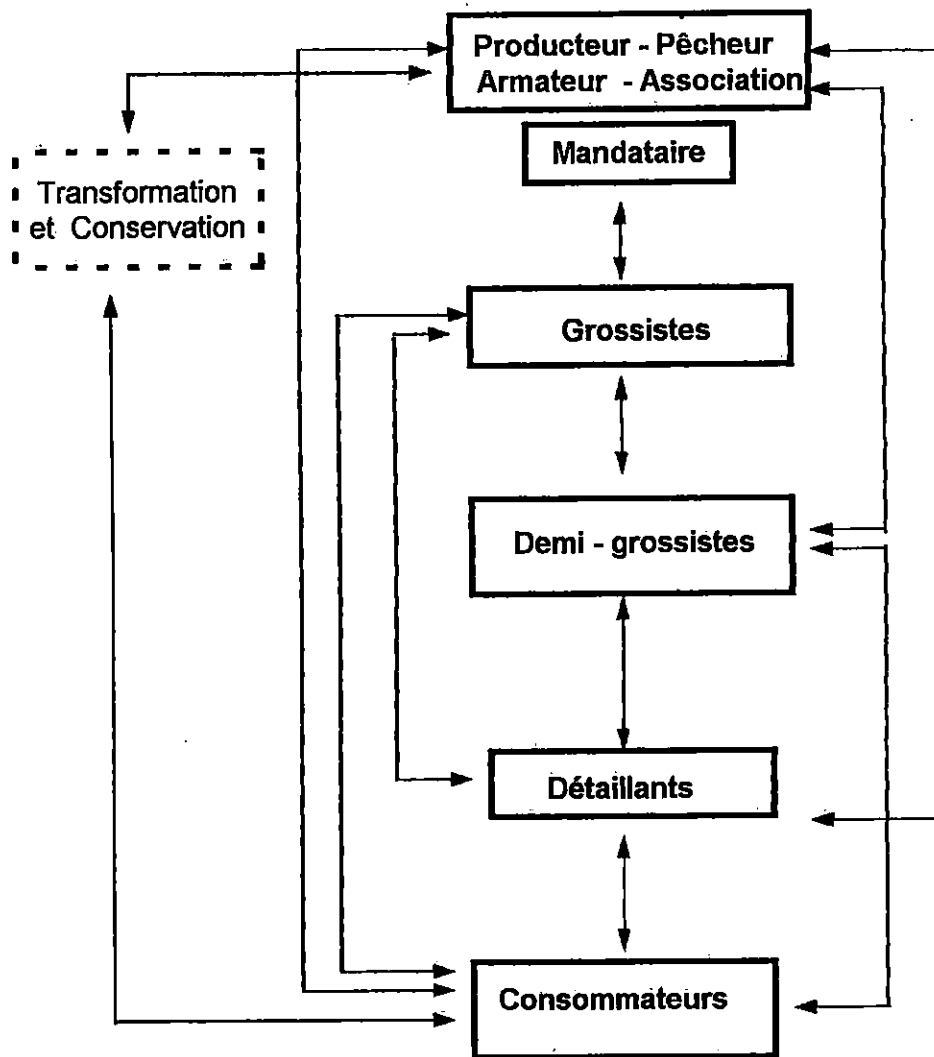 Producteur - Pêcheur
Armateur - Association
Mandataire
Transformation
et Conservation
Grossistes
Demi - grossistes
Détaillants
Consommateurs